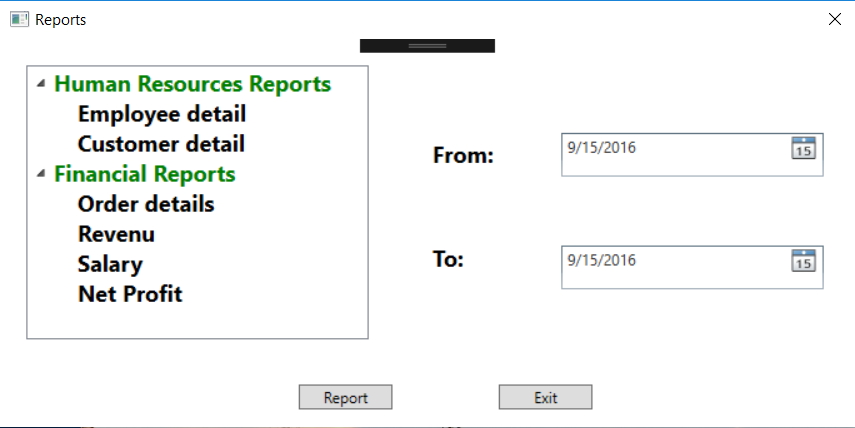 Reports
Human Resources Reports
Employee detail
Customer detail
Financial Reports
Order details
Revenu
Salary
Net Profit
From:
9/15/2016
15
To:
9/15/2016
15
Report
Exit